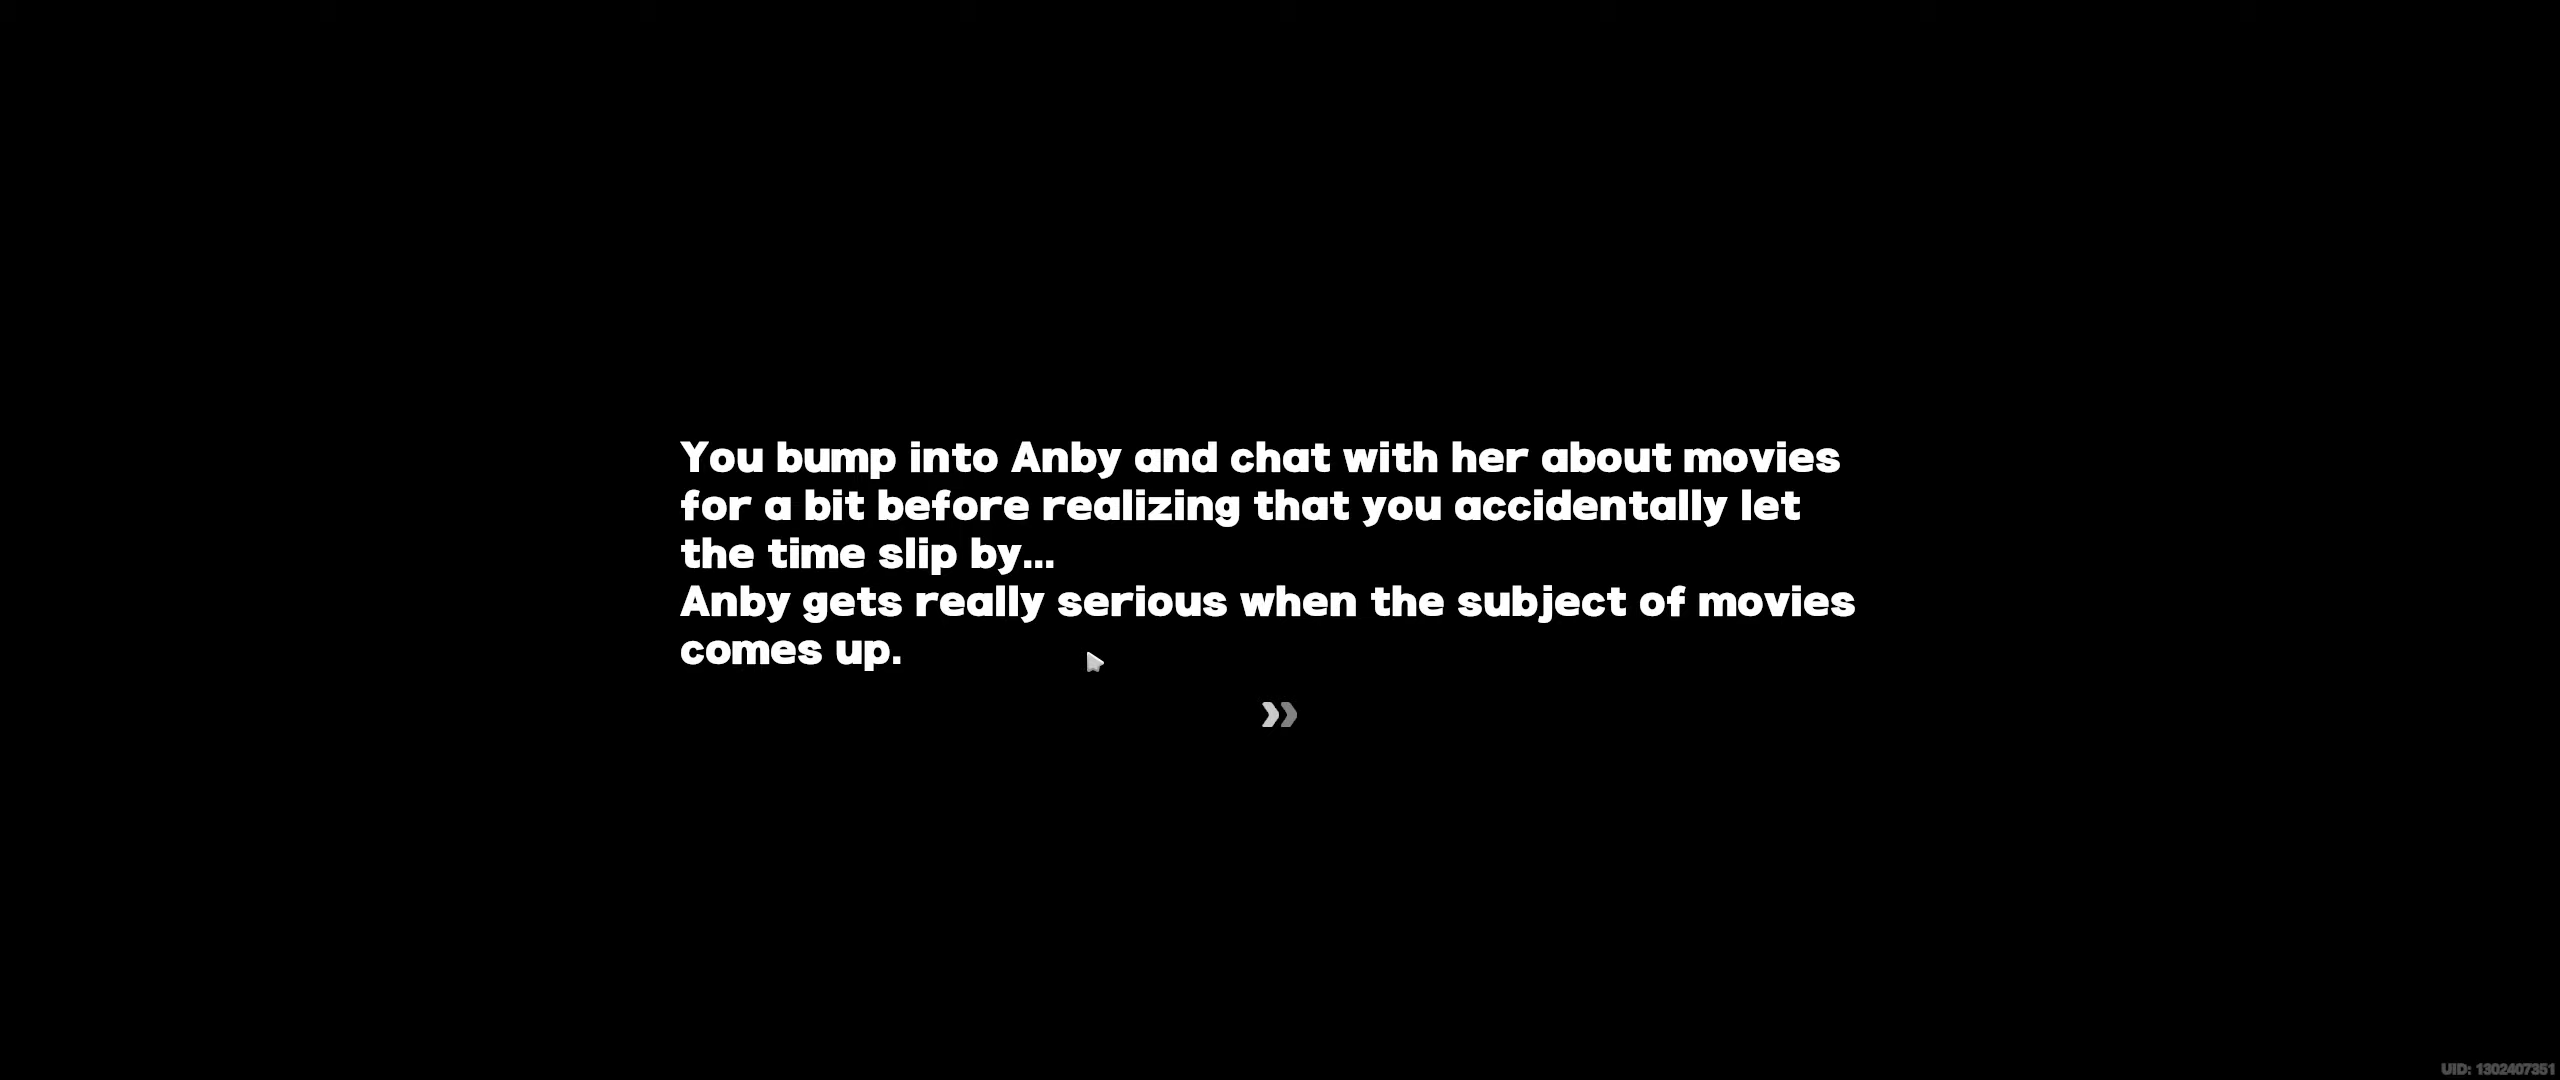 You bump into Anby and chat with her about movies
for a bit before realizing that you accidentally let
the time slip by...
Anby gets really serious when the subject of movies
comes up.
UID: 1302407351